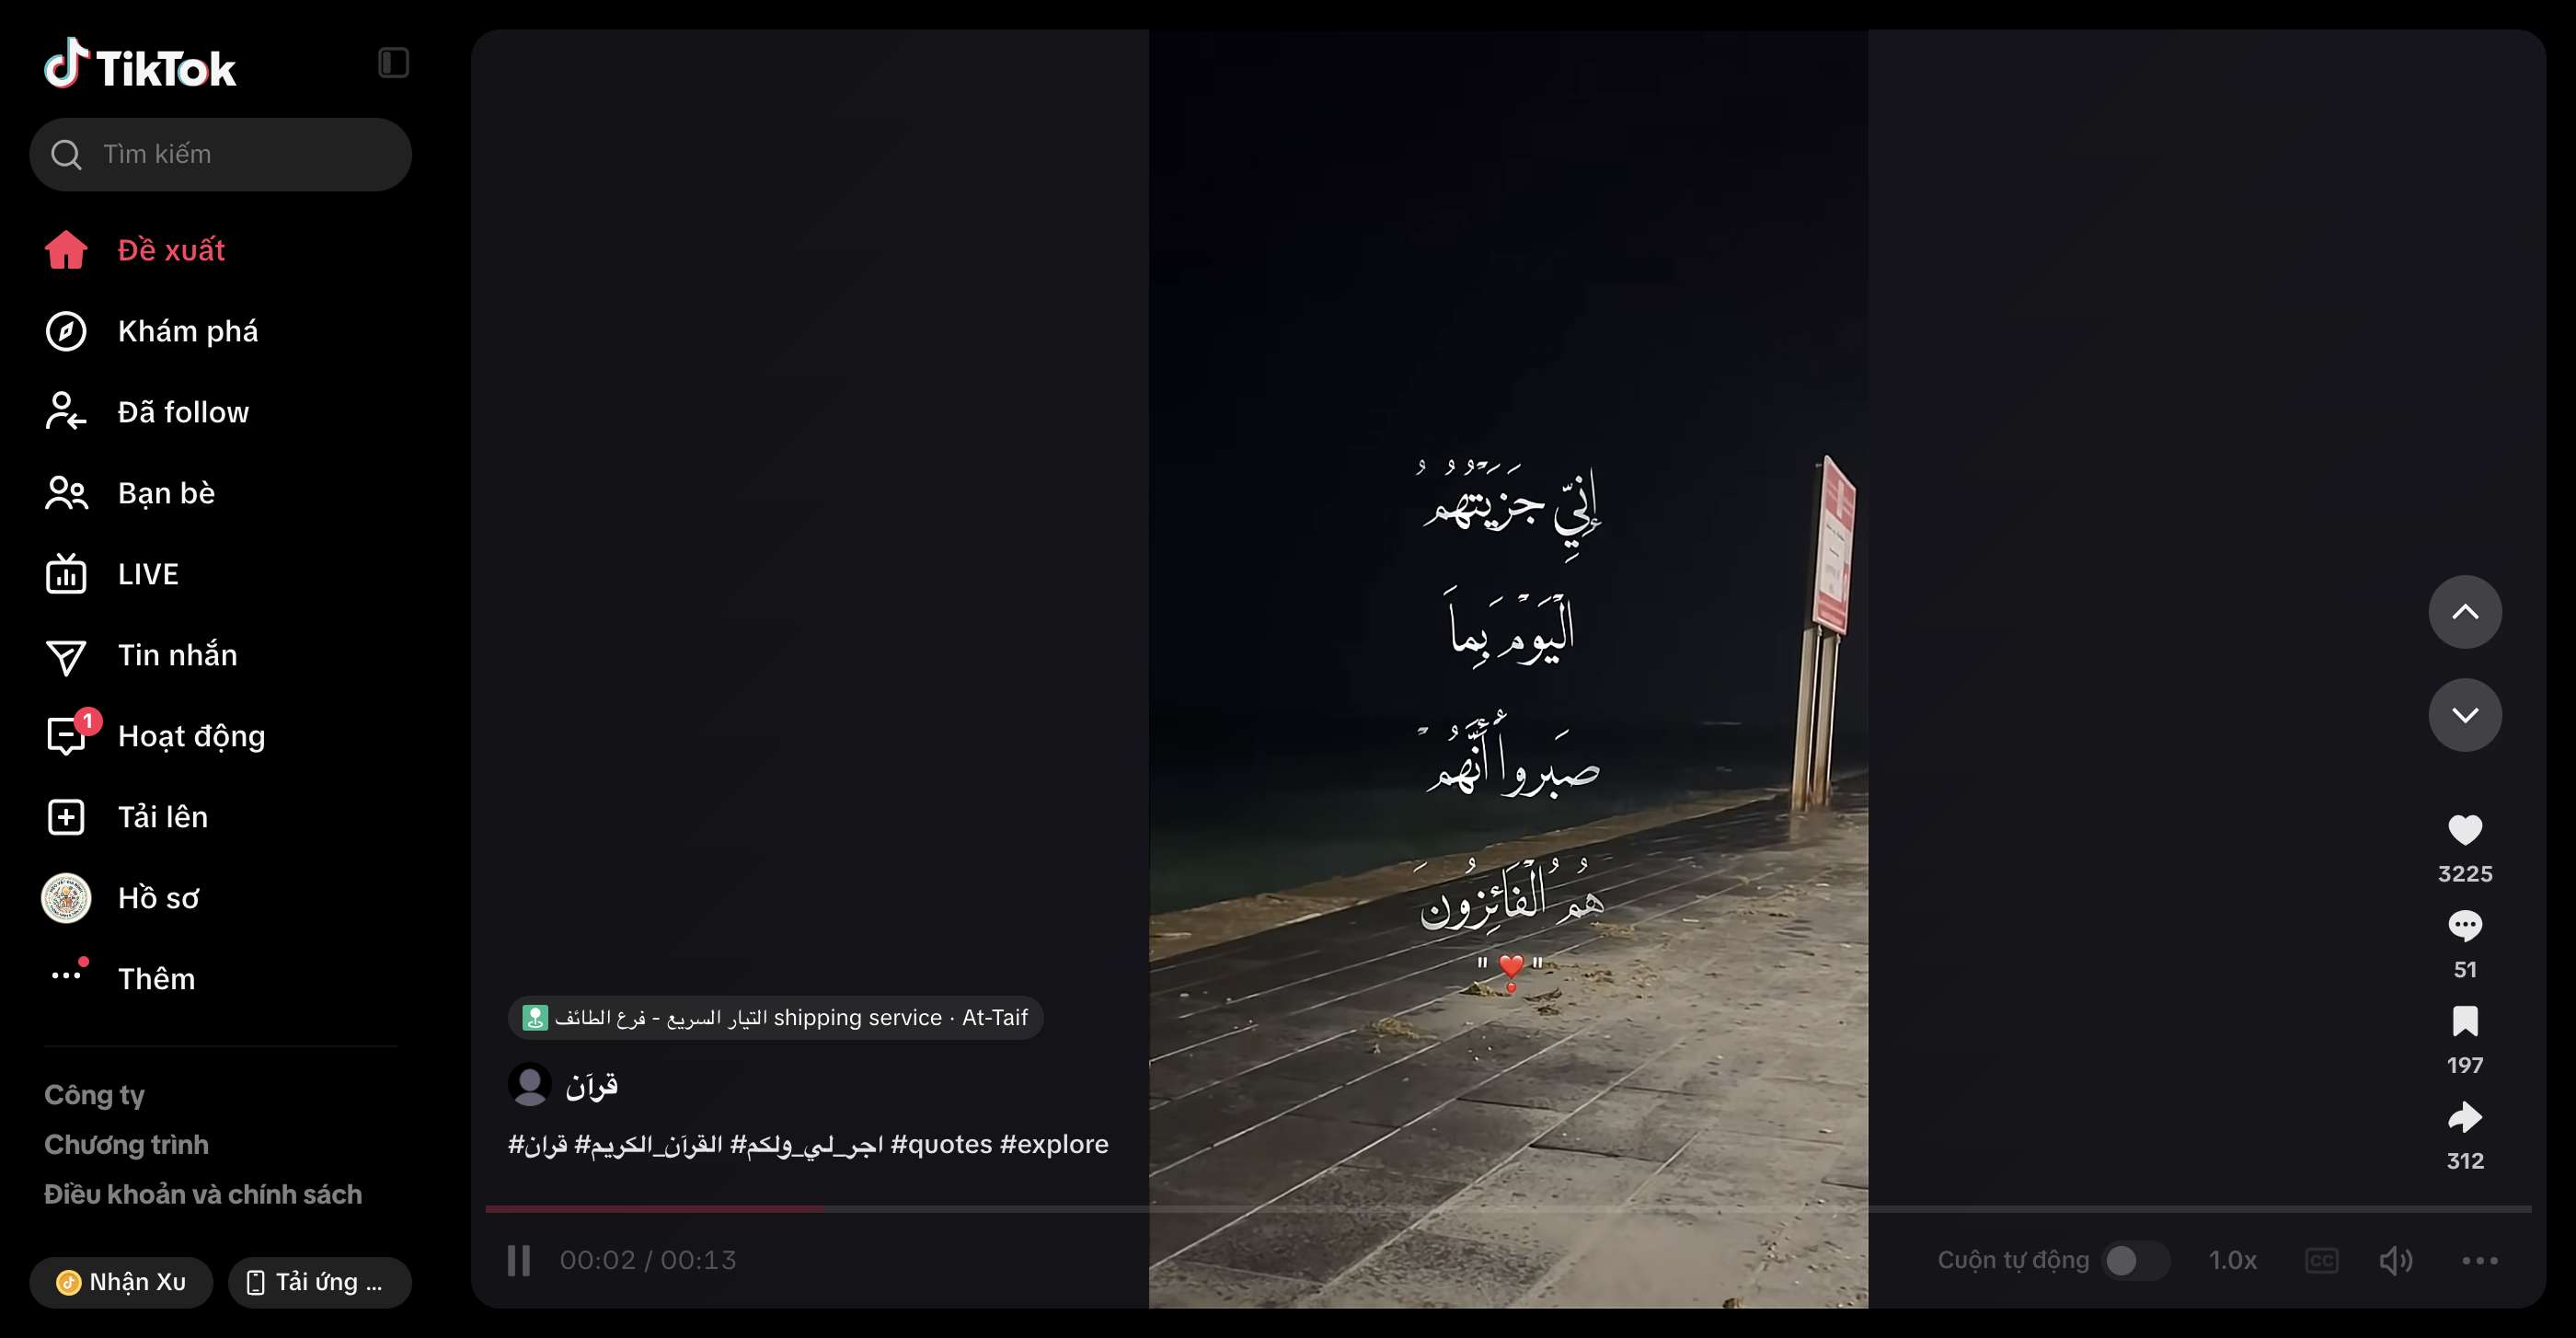 TikTok
Tìm kiếm
Đề xuất
Khám phá
Đã follow
Bạn bè
LIVE
Tin nhắn
1
Hoạt động
Tải lên
Hồ sơ
Thêm
Công ty
Chương trình
Điều khoản và chính sách
Nhận Xu
Tải ứng ...
إِنِّي جَزَيْتُهُمُ
الْيَوْمَ بِمَا
صَبَرُوا أَنَّهُمْ
هُمُ الْفَائِزُونَ
"❣️"
التيار السريع - فرع الطائف shipping service · At-Taif
قرآن
#قران #القرآن_الكريم #اجر_لي_ولكم #quotes #explore
00:02 / 00:13
3225
51
197
312
Cuộn tự động
1.0x
CC